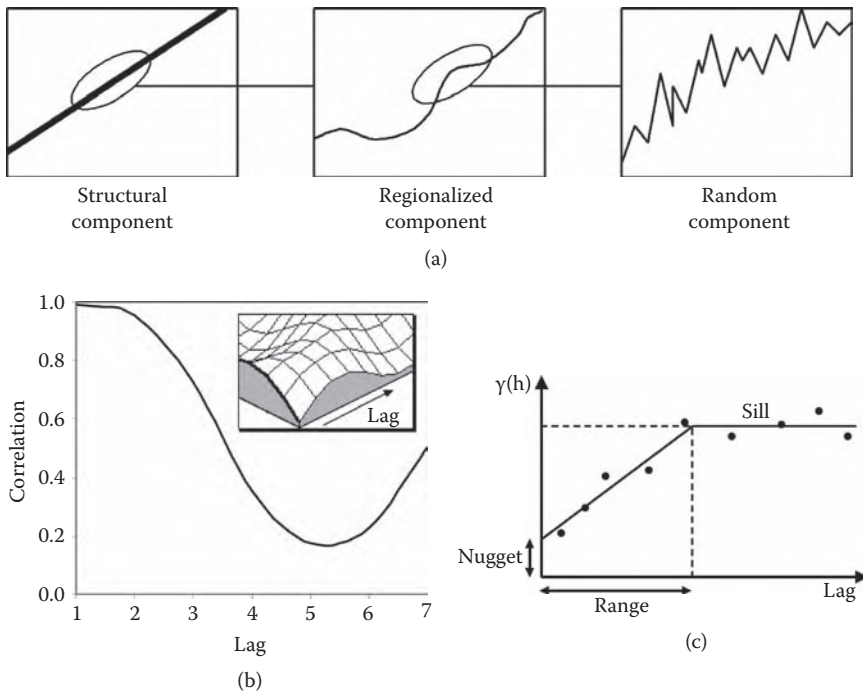 Structural
component
Regionalized
component
Random
component
(a)
1.0
0.8
0.6
0.4
0.2
0.0
Correlation
1
2
3
4
5
6
7
Lag
Lag
(b)
γ(h)
Sill
Nugget
Range
Lag
(c)